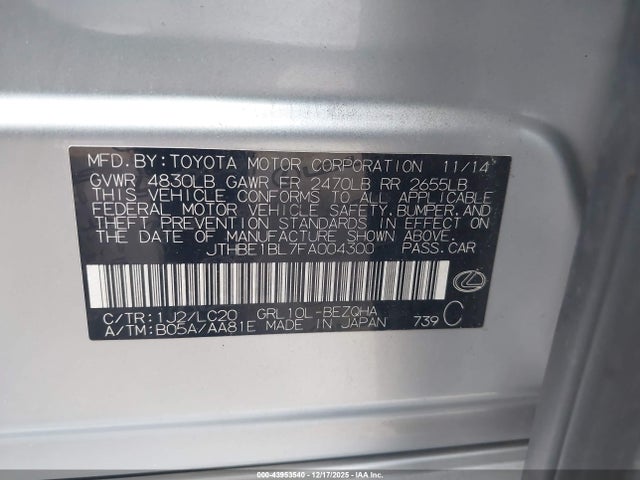 MFD. BY: TOYOTA MOTOR CORPORATION 11/14
GVWR 4830LB GAWR FR 2470LB RR 2655LB
THIS VEHICLE CONFORMS TO ALL APPLICABLE
FEDERAL MOTOR VEHICLE SAFETY, BUMPER, AND
THEFT PREVENTION STANDARDS IN EFFECT ON
THE DATE OF MANUFACTURE SHOWN ABOVE.
JTHBE1BL7FA004300 PASS.CAR
C/TR: 1J2/LC20 GRL10L-BEZQHA
A/TM: B05A/AA81E MADE IN JAPAN 739 C
000-43953540 - 12/17/2025 - IAAI.COM